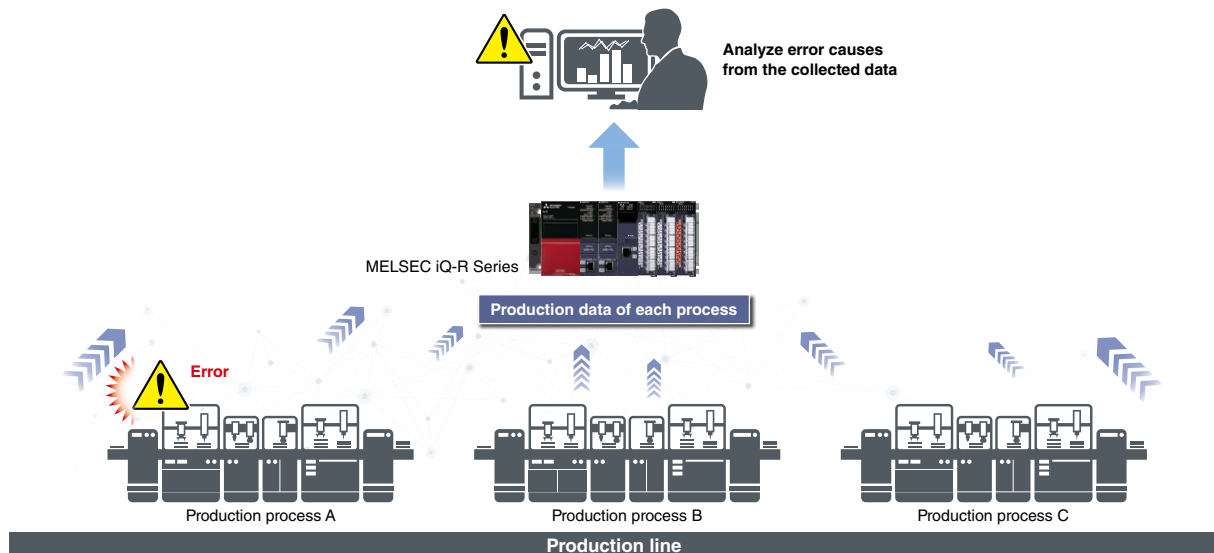 Analyze error causes
from the collected data
MELSEC iQ-R Series
Production data of each process
Error
Production process A
Production process B
Production process C
Production line